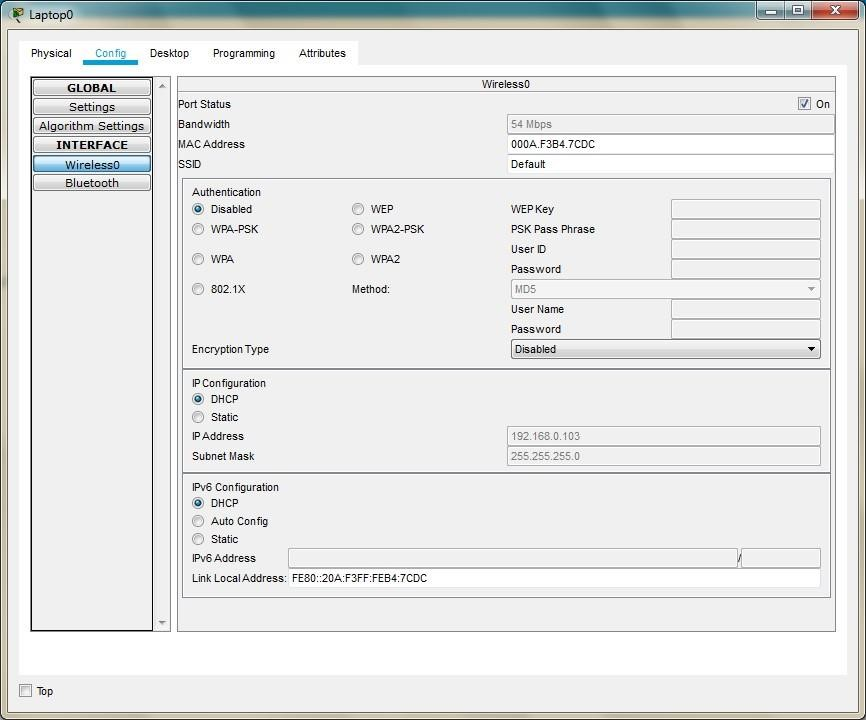 Laptop0
Physical Config Desktop Programming Attributes
GLOBAL
Settings
Algorithm Settings
INTERFACE
Wireless0
Bluetooth
Wireless0
Port Status On
Bandwidth 54 Mbps
MAC Address 000A.F3B4.7CDC
SSID Default
Authentication
Disabled WEP WEP Key
WPA-PSK WPA2-PSK PSK Pass Phrase
User ID
WPA WPA2
Password
802.1X Method: MD5
User Name
Password
Encryption Type Disabled
IP Configuration
DHCP
Static
IP Address 192.168.0.103
Subnet Mask 255.255.255.0
IPv6 Configuration
DHCP
Auto Config
Static
IPv6 Address /
Link Local Address: FE80::20A:F3FF:FEB4:7CDC
Top